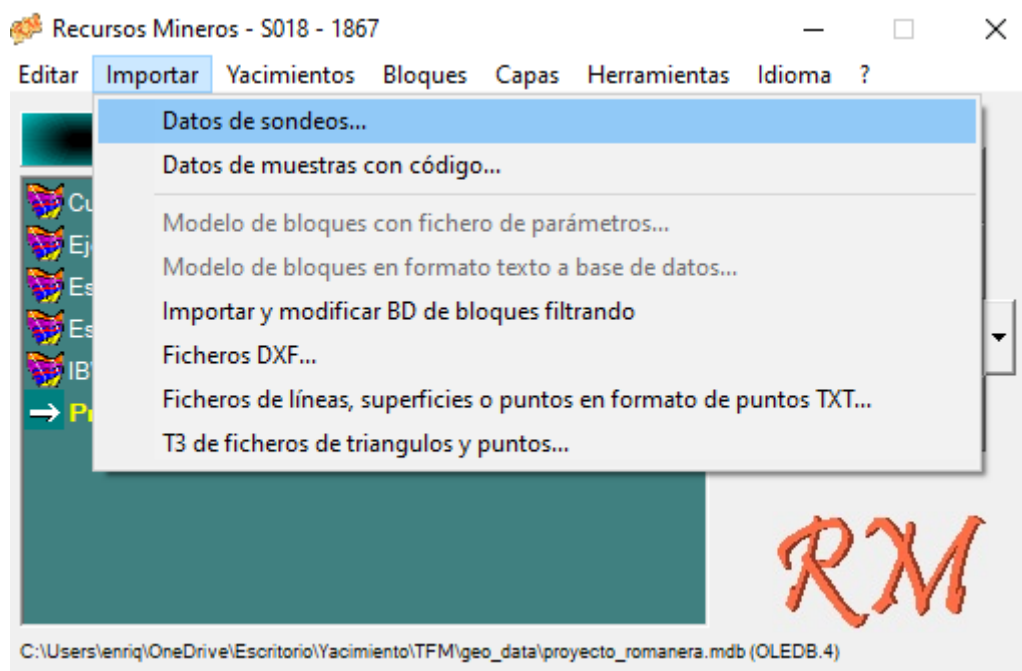 Recursos Mineros - S018 - 1867
Editar Importar Yacimientos Bloques Capas Herramientas Idioma ?
Datos de sondeos...
Datos de muestras con código...
Modelo de bloques con fichero de parámetros...
Modelo de bloques en formato texto a base de datos...
Importar y modificar BD de bloques filtrando
Ficheros DXF...
Ficheros de líneas, superficies o puntos en formato de puntos TXT...
T3 de ficheros de triangulos y puntos...
RM
C:\Users\enriq\OneDrive\Escritorio\Yacimiento\TFM\geo_data\proyecto_romanera.mdb (OLEDB.4)